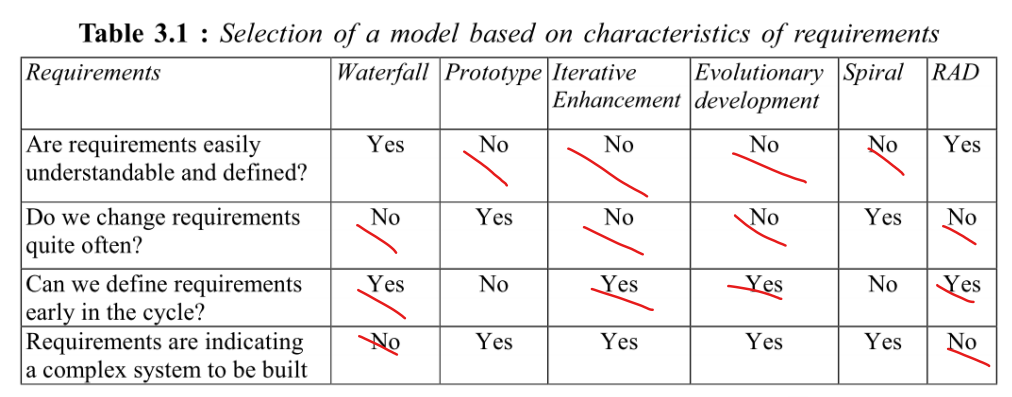 Table 3.1 : Selection of a model based on characteristics of requirements
Requirements Waterfall Prototype Iterative Enhancement Evolutionary development Spiral RAD
Are requirements easily understandable and defined? Yes No No No No Yes
Do we change requirements quite often? No Yes No No Yes No
Can we define requirements early in the cycle? Yes No Yes Yes No Yes
Requirements are indicating a complex system to be built No Yes Yes Yes Yes No